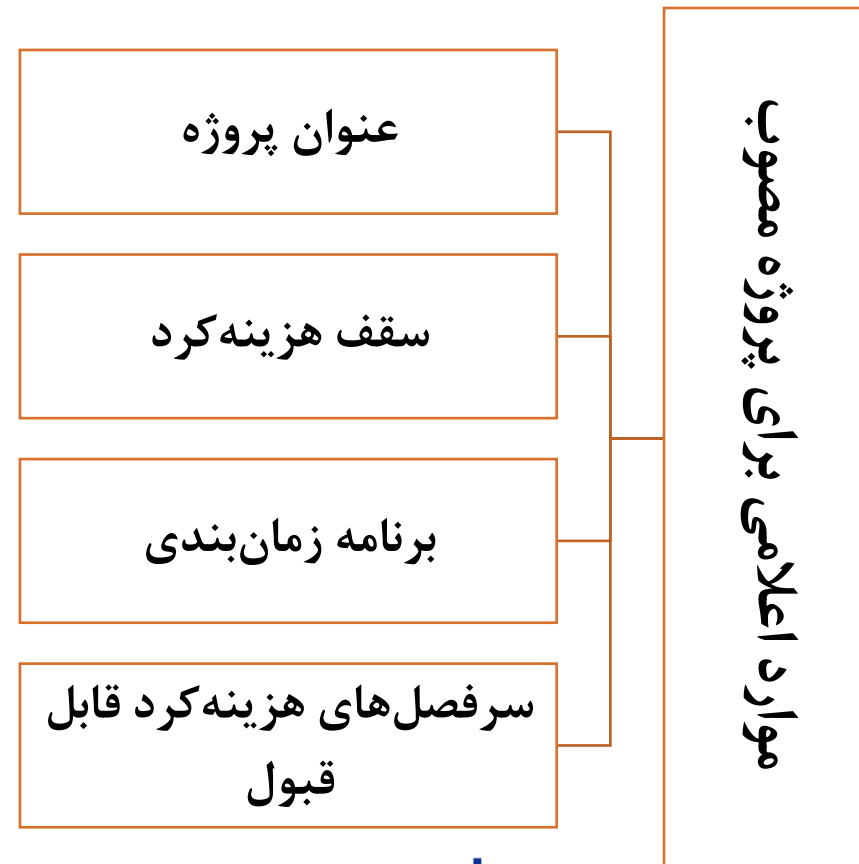 موارد اعلامی برای پروژه مصوب
عنوان پروژه
سقف هزینه‌کرد
برنامه زمان‌بندی
سرفصل‌های هزینه‌کرد قابل
قبول